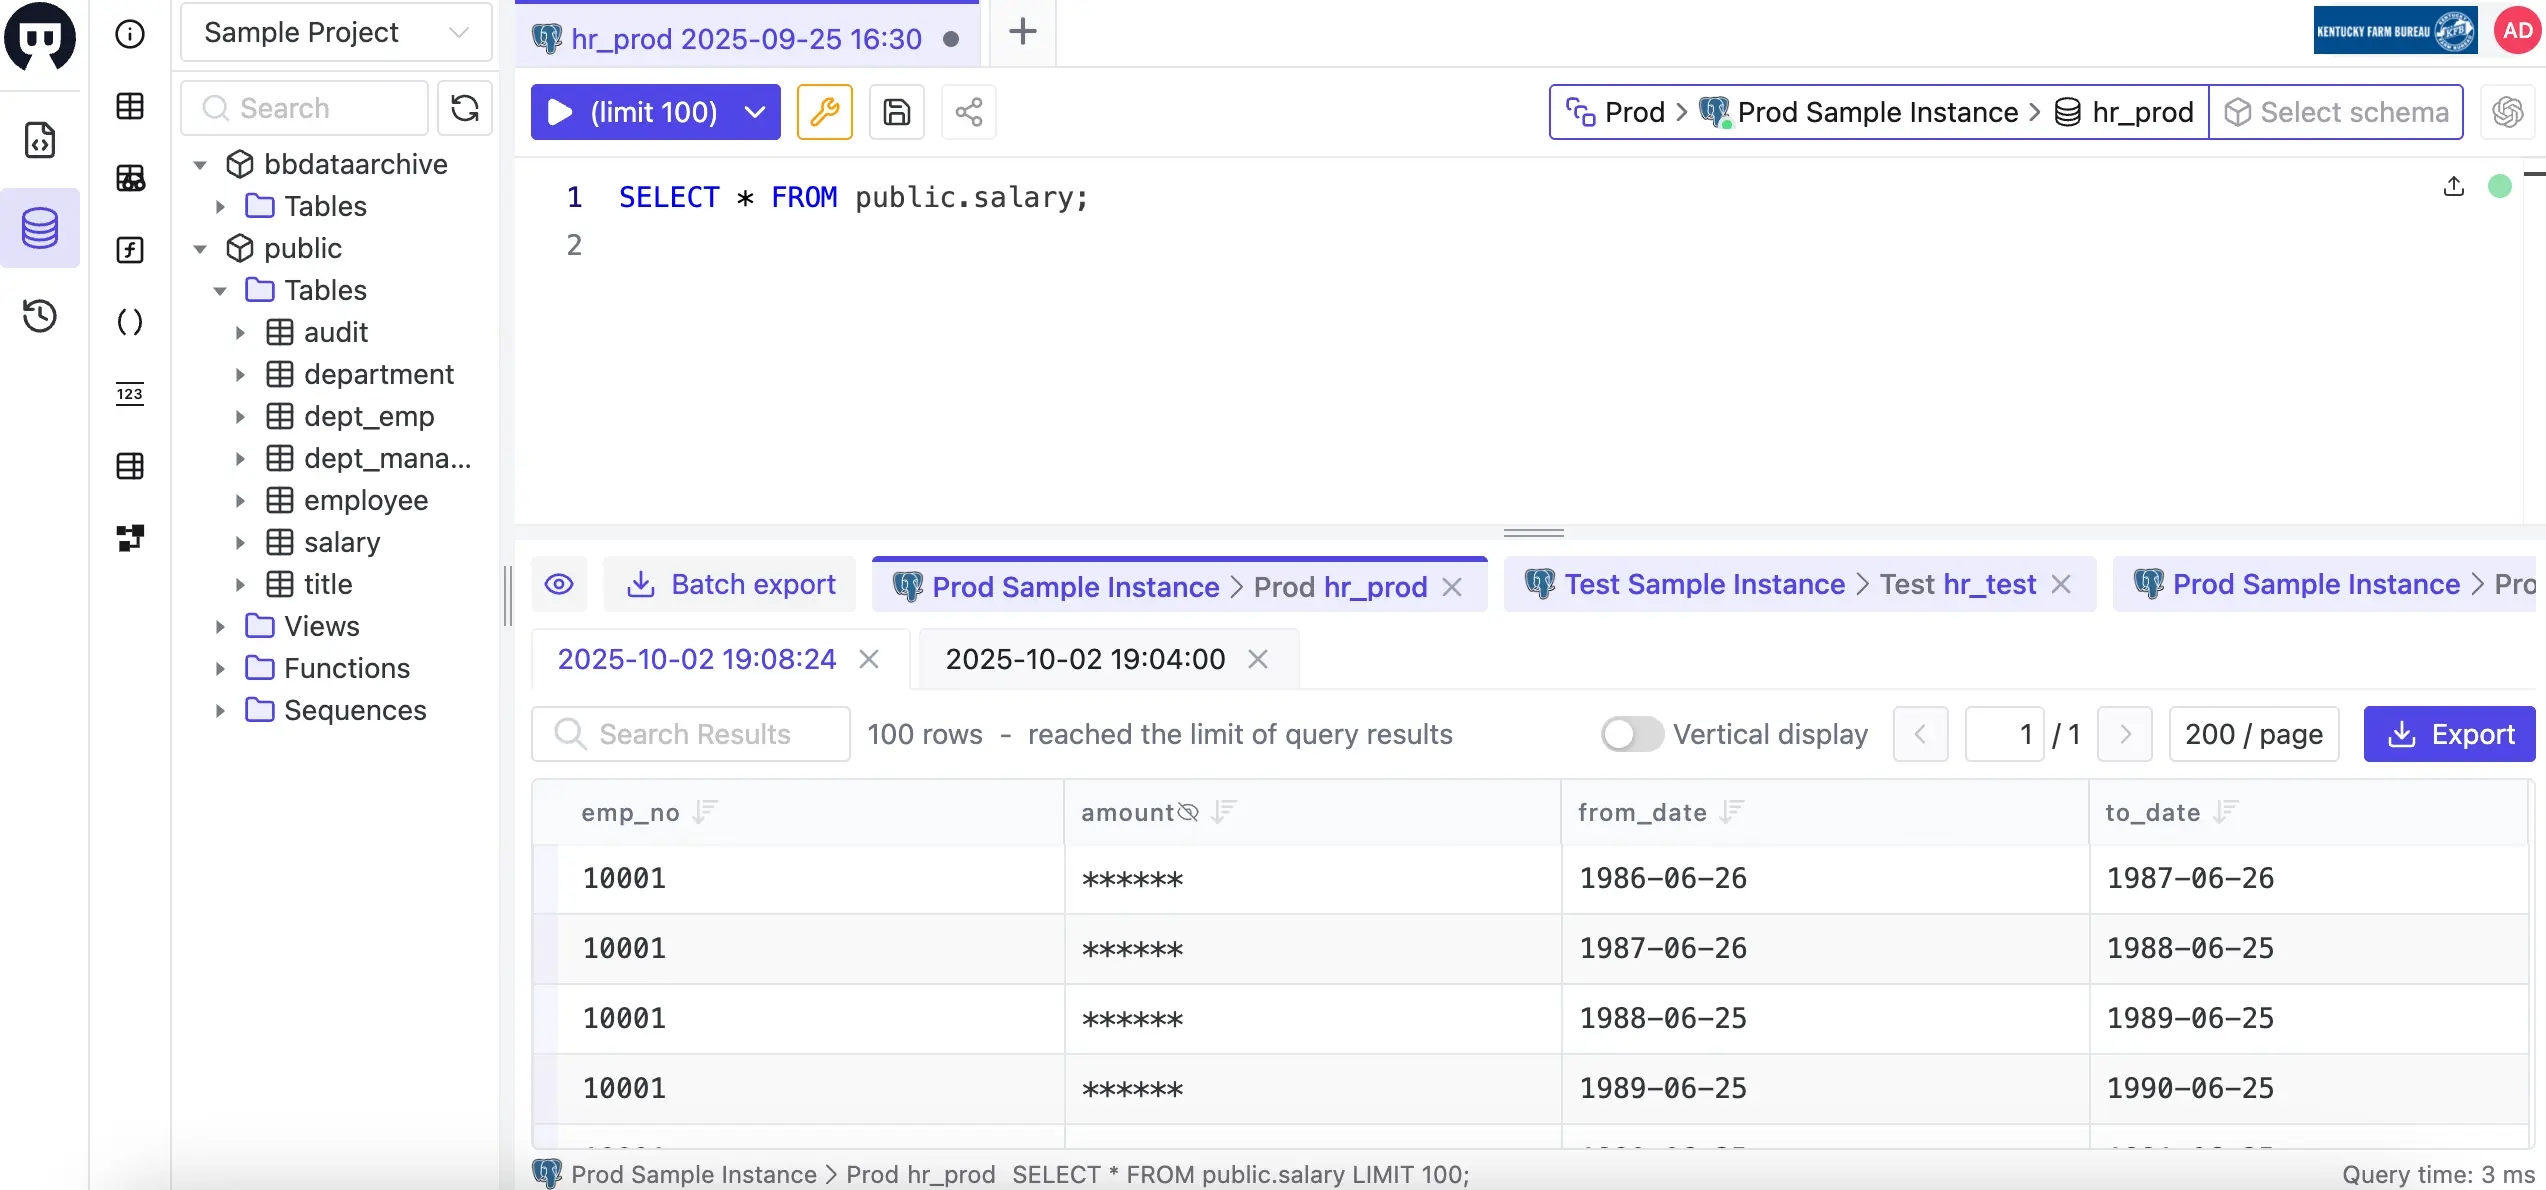 Sample Project
hr_prod 2025-09-25 16:30
KENTUCKY FARM BUREAU
KFB
AD
Search
(limit 100)
Prod > Prod Sample Instance > hr_prod
Select schema
bbdataarchive
Tables
public
Tables
audit
department
dept_emp
dept_mana...
employee
salary
title
Views
Functions
Sequences
123
1 SELECT * FROM public.salary;
2
Batch export
Prod Sample Instance > Prod hr_prod
Test Sample Instance > Test hr_test
Prod Sample Instance > Pro
2025-10-02 19:08:24
2025-10-02 19:04:00
Search Results
100 rows - reached the limit of query results
Vertical display
1 / 1
200 / page
Export
emp_no amount from_date to_date
10001 ****** 1986-06-26 1987-06-26
10001 ****** 1987-06-26 1988-06-25
10001 ****** 1988-06-25 1989-06-25
10001 ****** 1989-06-25 1990-06-25
Prod Sample Instance > Prod hr_prod SELECT * FROM public.salary LIMIT 100;
Query time: 3 ms